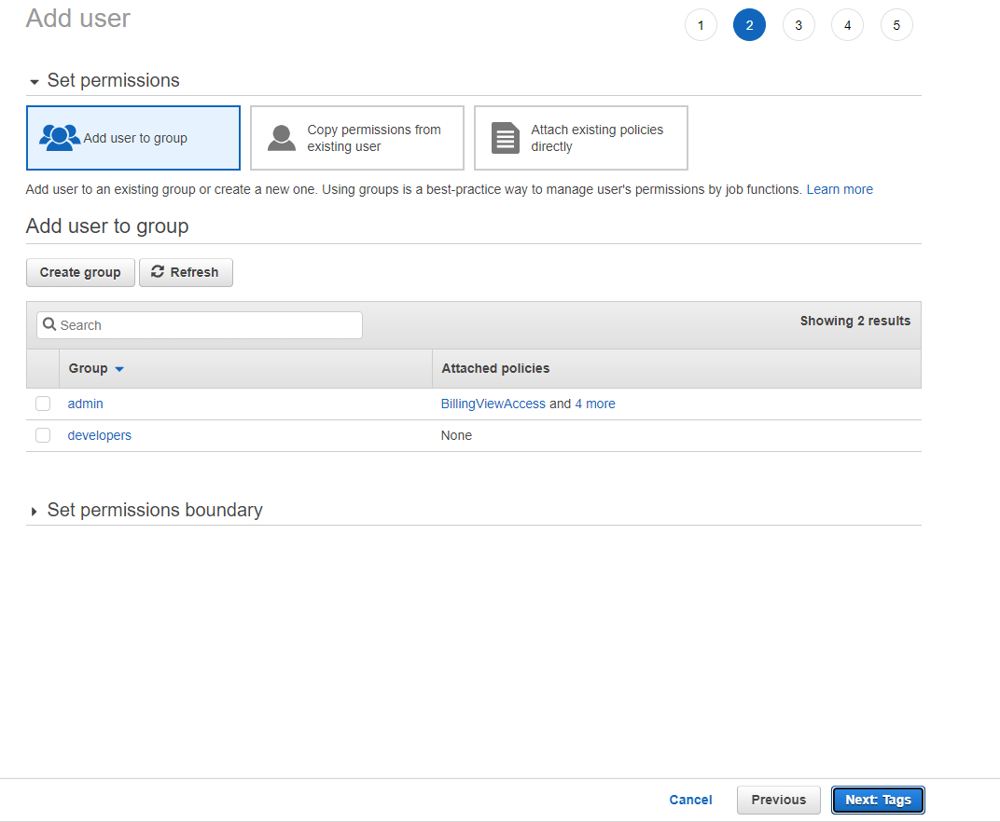 Add user
1 2 3 4 5
Set permissions
Add user to group
Copy permissions from
existing user
Attach existing policies
directly
Add user to an existing group or create a new one. Using groups is a best-practice way to manage user's permissions by job functions. Learn more
Add user to group
Create group Refresh
Search
Showing 2 results
Group Attached policies
admin BillingViewAccess and 4 more
developers None
Set permissions boundary
Cancel Previous Next: Tags